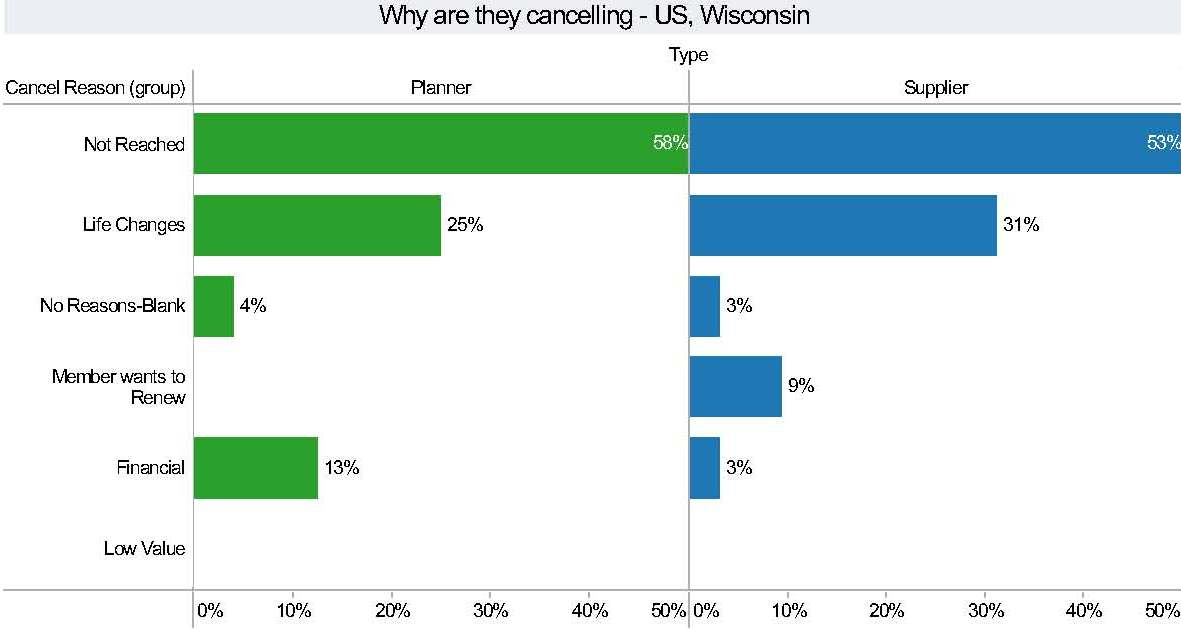 Why are they cancelling - US, Wisconsin
Type
Cancel Reason (group) Planner Supplier
Not Reached 58% 53%
Life Changes 25% 31%
No Reasons-Blank 4% 3%
Member wants to
Renew 9%
Financial 13% 3%
Low Value
0% 10% 20% 30% 40% 50% 0% 10% 20% 30% 40% 50%